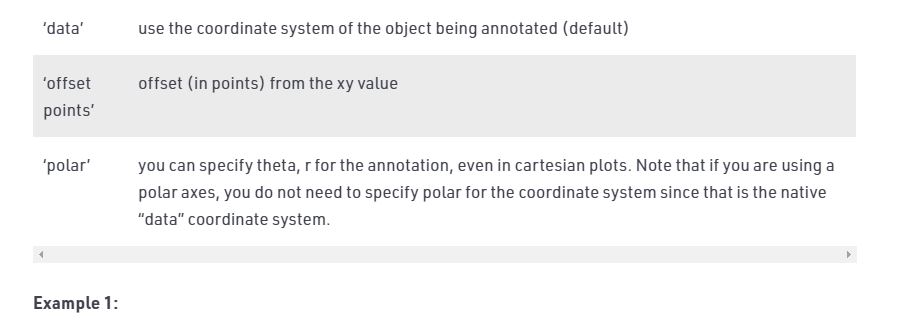 ‘data’ use the coordinate system of the object being annotated (default)
‘offset points’ offset (in points) from the xy value
‘polar’ you can specify theta, r for the annotation, even in cartesian plots. Note that if you are using a
polar axes, you do not need to specify polar for the coordinate system since that is the native
“data” coordinate system.
Example 1: